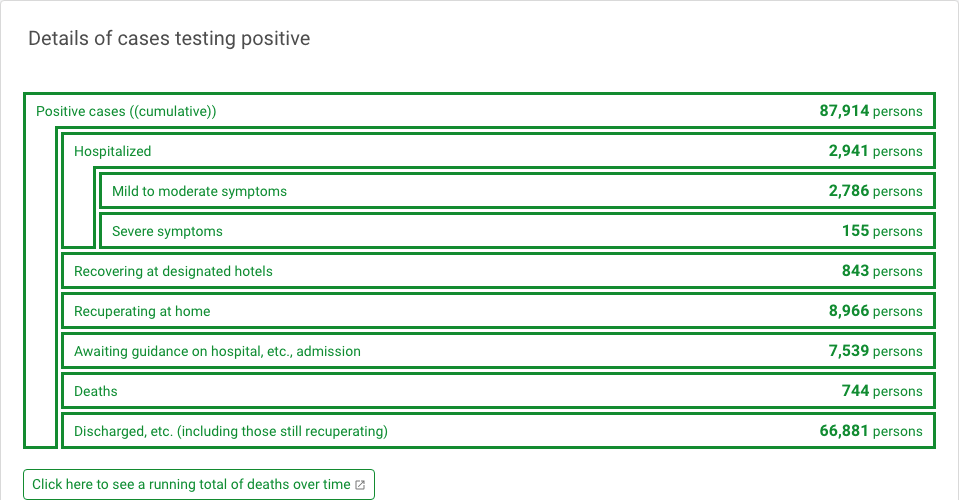 Details of cases testing positive
Positive cases ((cumulative)) 87,914 persons
Hospitalized 2,941 persons
Mild to moderate symptoms 2,786 persons
Severe symptoms 155 persons
Recovering at designated hotels 843 persons
Recuperating at home 8,966 persons
Awaiting guidance on hospital, etc., admission 7,539 persons
Deaths 744 persons
Discharged, etc. (including those still recuperating) 66,881 persons
Click here to see a running total of deaths over time